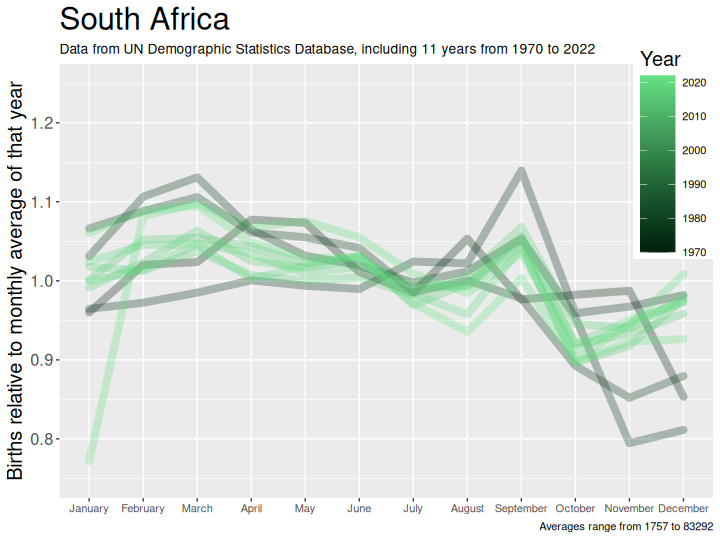 South Africa
Data from UN Demographic Statistics Database, including 11 years from 1970 to 2022
Year
2020
2010
2000
1990
1980
1970
Births relative to monthly average of that year
1.2
1.1
1.0
0.9
0.8
January February March April May June July August September October November December
Averages range from 1757 to 83292